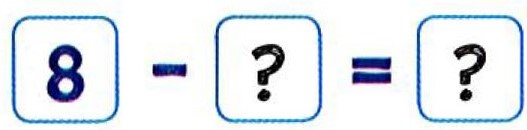 8 - ? = ?